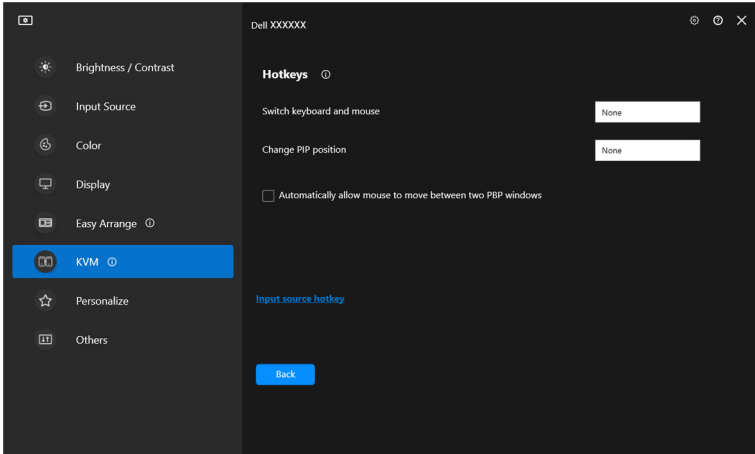 Dell XXXXXX
Brightness / Contrast
Input Source
Color
Display
Easy Arrange
KVM
Personalize
Others
Hotkeys
Switch keyboard and mouse
None
Change PIP position
None
Automatically allow mouse to move between two PBP windows
Input source hotkey
Back